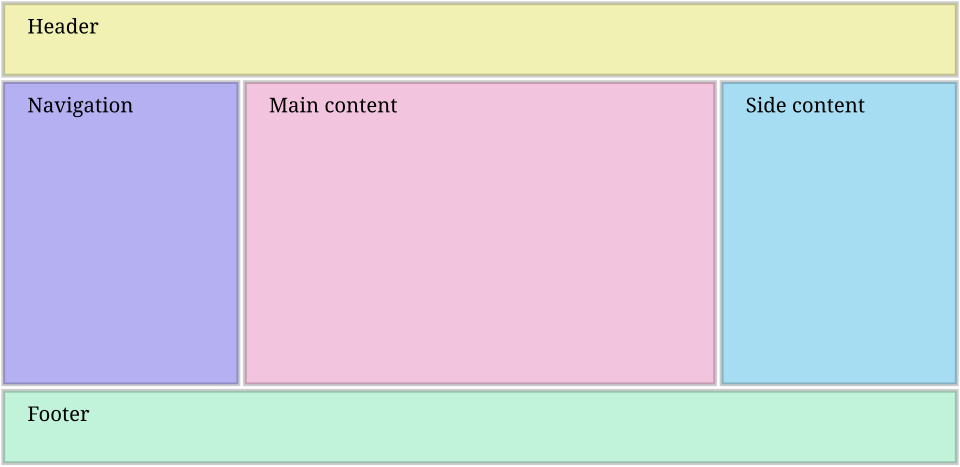 Header
Navigation
Main content
Side content
Footer